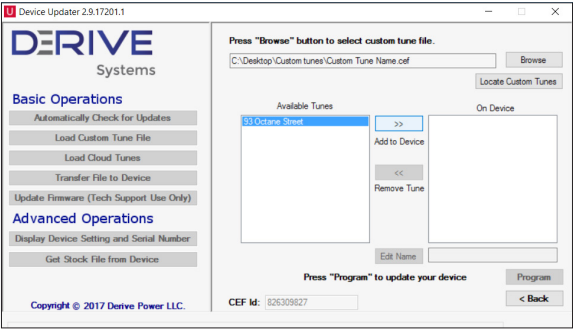 U Device Updater 2.9.17201.1
DERIVE
Systems
Basic Operations
Automatically Check for Updates
Load Custom Tune File
Load Cloud Tunes
Transfer File to Device
Update Firmware (Tech Support Use Only)
Advanced Operations
Display Device Setting and Serial Number
Get Stock File from Device
Copyright © 2017 Derive Power LLC.
Press "Browse" button to select custom tune file.
C:\Desktop\Custom tunes\Custom Tune Name.cef
Browse
Locate Custom Tunes
Available Tunes
On Device
93 Octane Street
>>
Add to Device
<<
Remove Tune
Edit Name
Press "Program" to update your device
Program
CEF Id: 826309827
< Back